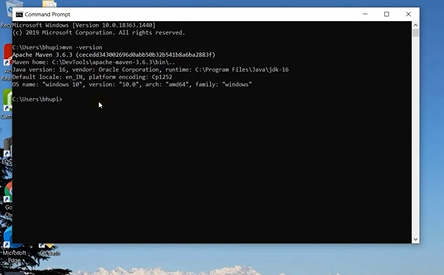 Command Prompt
Microsoft Windows [Version 10.0.18363.1440]
(c) 2019 Microsoft Corporation. All rights reserved.
C:\Users\bhupi>mvn -version
Apache Maven 3.6.3 (cecedd343002696d0abb50b32b541b8a6ba2883f)
Maven home: C:\DevTools\apache-maven-3.6.3\bin\..
Java version: 16, vendor: Oracle Corporation, runtime: C:\Program Files\Java\jdk-16
Default locale: en_IN, platform encoding: Cp1252
OS name: "windows 10", version: "10.0", arch: "amd64", family: "windows"
C:\Users\bhupi>
Microsoft
Edge